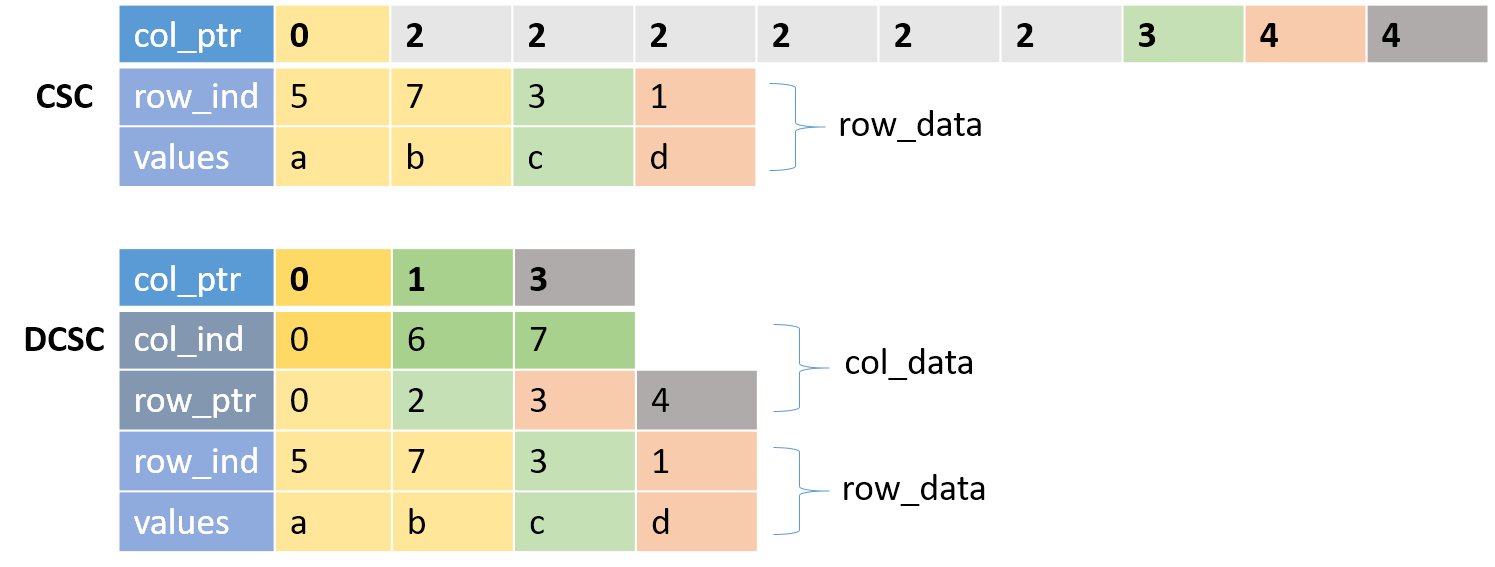 col_ptr 0 2 2 2 2 2 2 3 4 4
CSC row_ind 5 7 3 1
row_data
values a b c d
col_ptr 0 1 3
DCSC col_ind 0 6 7
col_data
row_ptr 0 2 3 4
row_ind 5 7 3 1
row_data
values a b c d